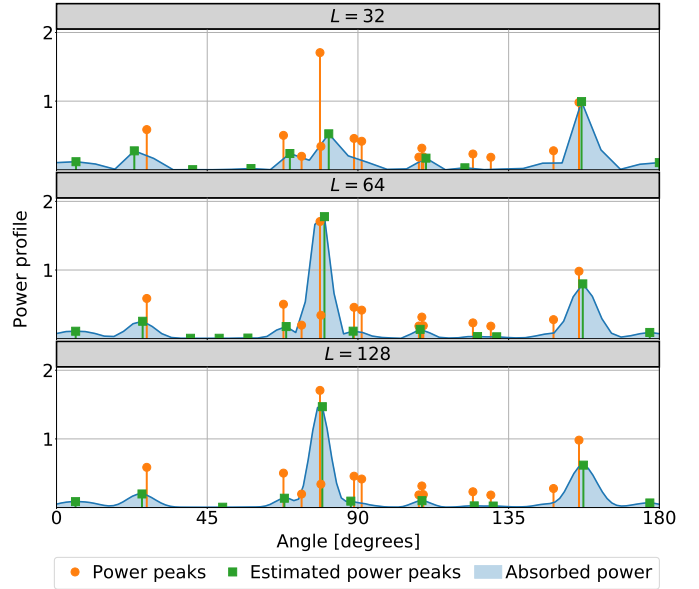 L = 32
2
1
L = 64
2
1
L = 128
2
1
0 45 90 135 180
Power profile
Angle [degrees]
Power peaks Estimated power peaks Absorbed power